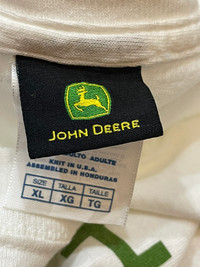 JOHN DEERE
ADULTO ADULTE
KNIT IN U.S.A.
ASSEMBLED IN HONDURAS
SIZE TALLA TAILLE
XL XG TG